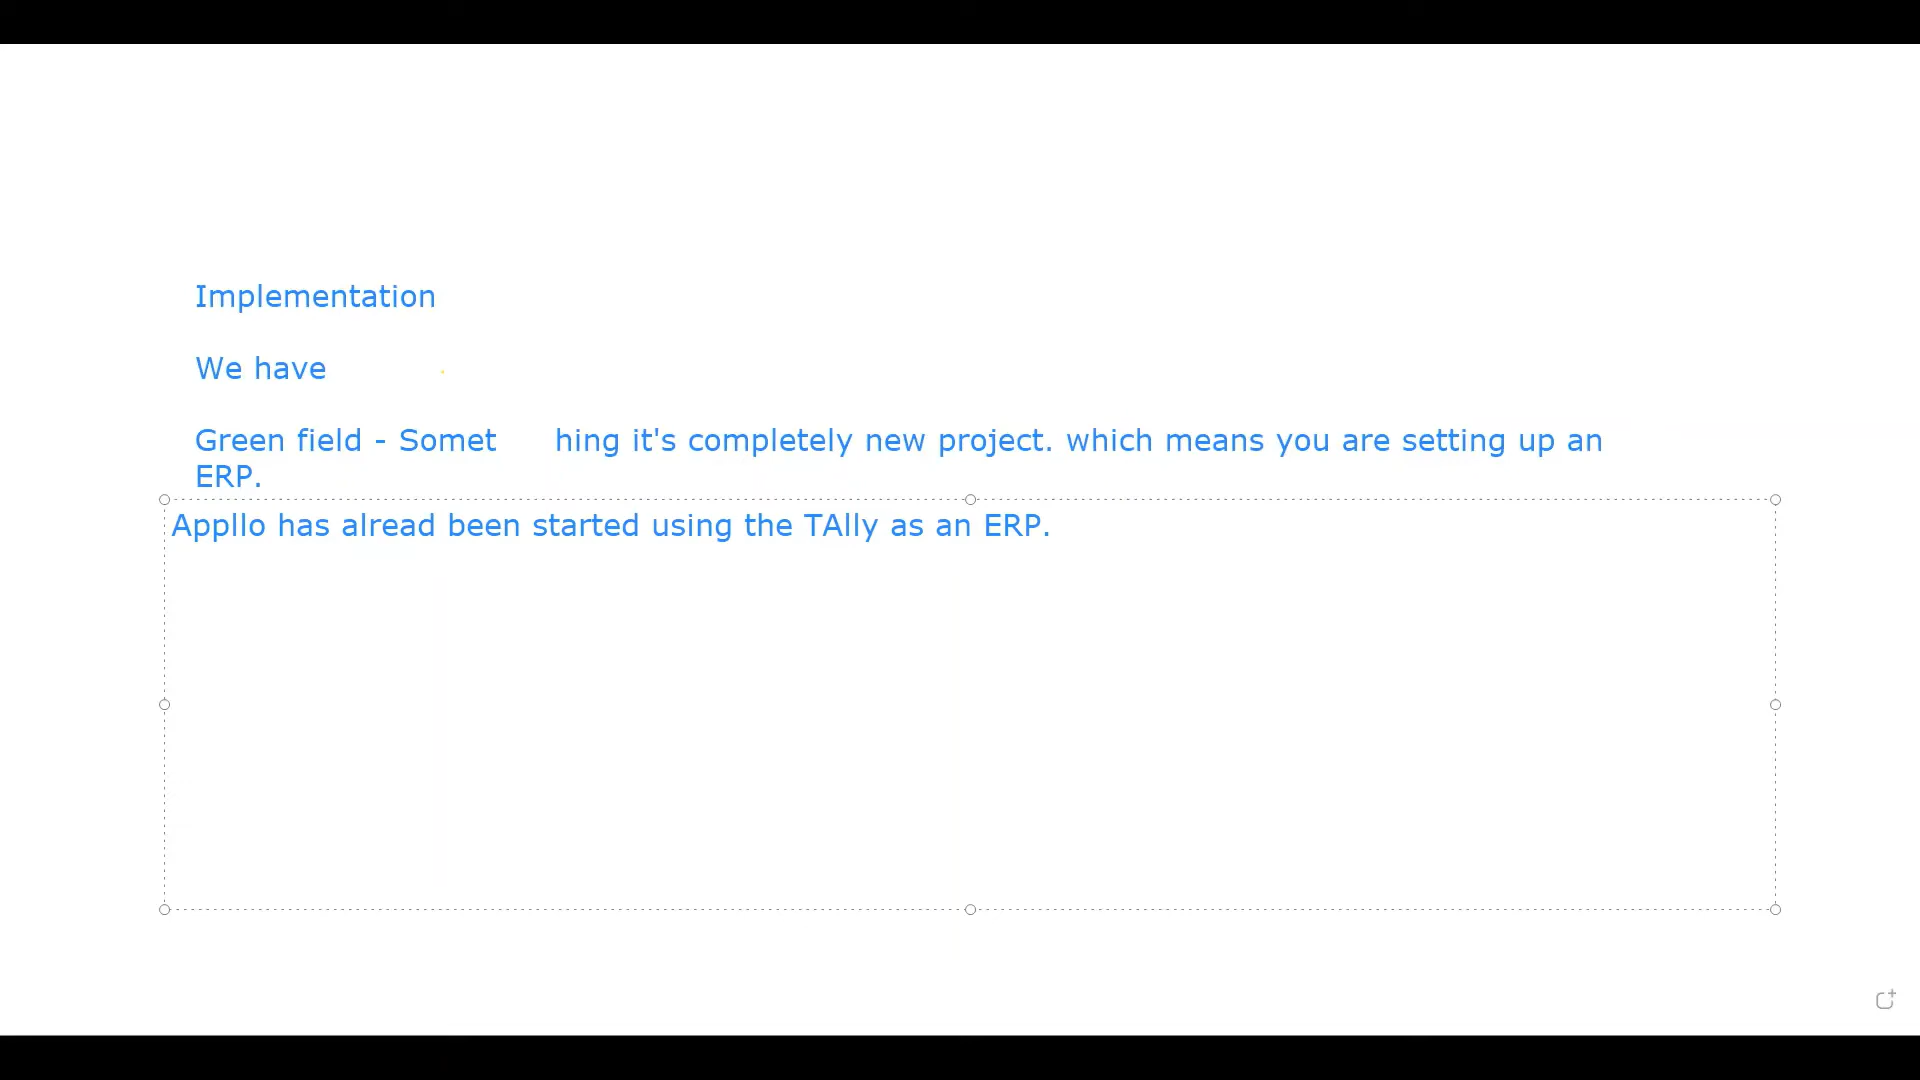 Implementation
We have
Green field - Somet hing it's completely new project. which means you are setting up an
ERP.
Appllo has alread been started using the TAlly as an ERP.